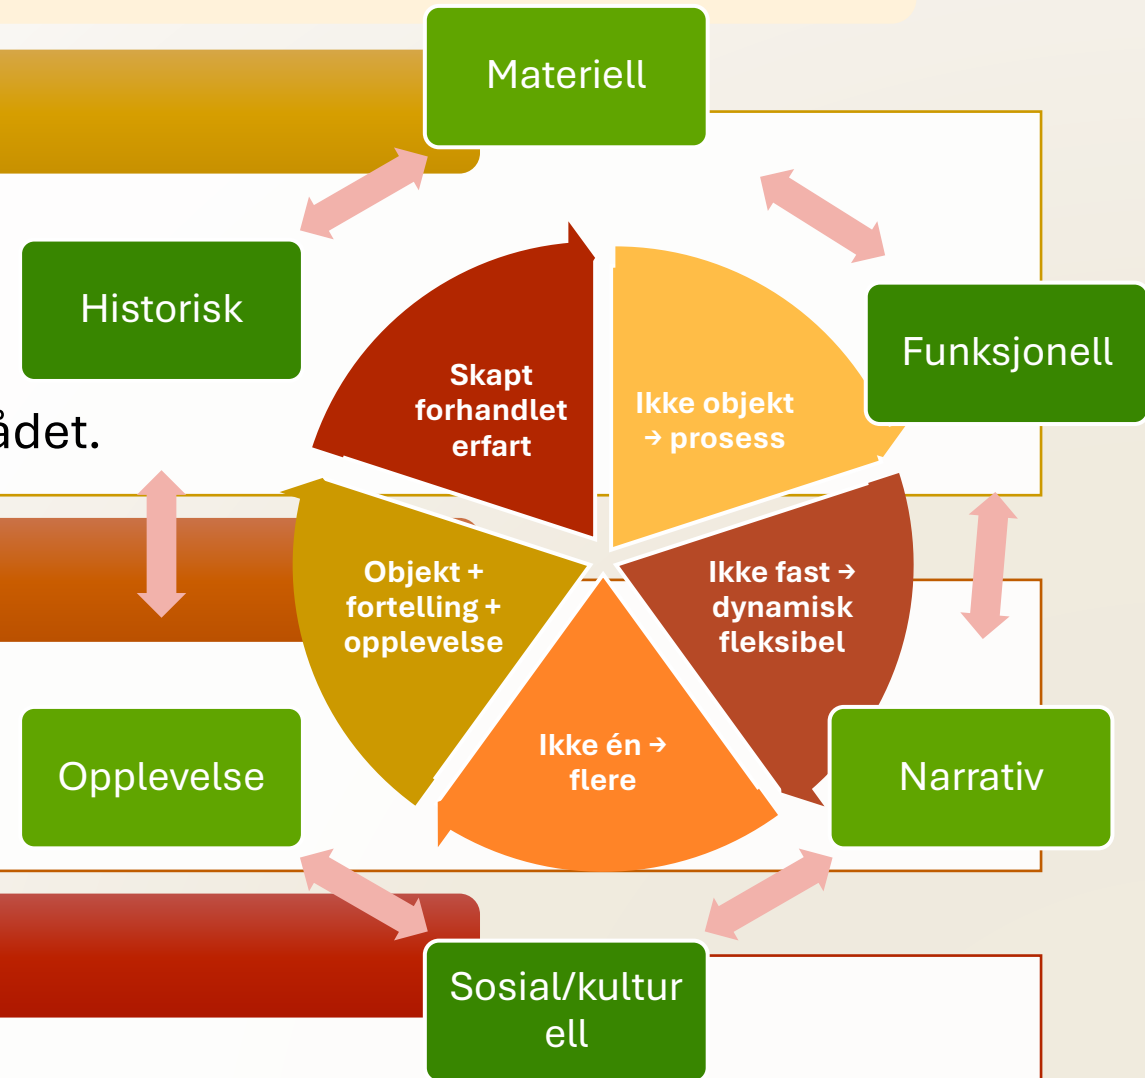 Materiell
Historisk
Funksjonell
Skapt
forhandlet
erfart
Ikke objekt
→ prosess
ådet.
Objekt +
fortelling +
opplevelse
Ikke fast →
dynamisk
fleksibel
Ikke én →
flere
Opplevelse
Narrativ
Sosial/kultur
ell